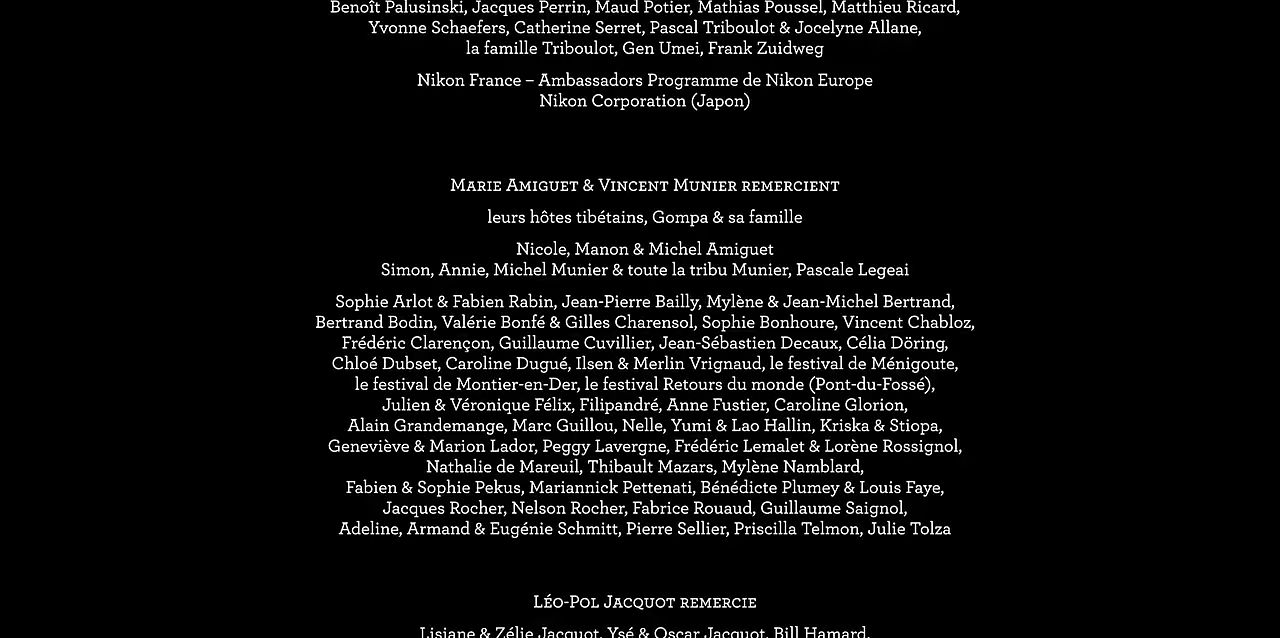 Benoît Palusinski, Jacques Perrin, Maud Potier, Mathias Poussel, Matthieu Ricard,
Yvonne Schaefers, Catherine Serret, Pascal Triboulot & Jocelyne Allane,
la famille Triboulot, Gen Umei, Frank Zuidweg
Nikon France – Ambassadors Programme de Nikon Europe
Nikon Corporation (Japon)
Marie Amiguet & Vincent Munier remercient
leurs hôtes tibétains, Gompa & sa famille
Nicole, Manon & Michel Amiguet
Simon, Annie, Michel Munier & toute la tribu Munier, Pascale Legeai
Sophie Arlot & Fabien Rabin, Jean-Pierre Bailly, Mylène & Jean-Michel Bertrand,
Bertrand Bodin, Valérie Bonfé & Gilles Charensol, Sophie Bonhoure, Vincent Chabloz,
Frédéric Clarençon, Guillaume Cuvillier, Jean-Sébastien Decaux, Célia Döring,
Chloé Dubset, Caroline Dugué, Ilsen & Merlin Vrignaud, le festival de Ménigoute,
le festival de Montier-en-Der, le festival Retours du monde (Pont-du-Fossé),
Julien & Véronique Félix, Filipandré, Anne Fustier, Caroline Glorion,
Alain Grandemange, Marc Guillou, Nelle, Yumi & Lao Hallin, Kriska & Stiopa,
Geneviève & Marion Lador, Peggy Lavergne, Frédéric Lemalet & Lorène Rossignol,
Nathalie de Mareuil, Thibault Mazars, Mylène Namblard,
Fabien & Sophie Pekus, Mariannick Pettenati, Bénédicte Plumey & Louis Faye,
Jacques Rocher, Nelson Rocher, Fabrice Rouaud, Guillaume Saignol,
Adeline, Armand & Eugénie Schmitt, Pierre Sellier, Priscilla Telmon, Julie Tolza
Léo-Pol Jacquot remercie
Lisiane & Zélie Jacquot, Ysé & Oscar Jacquot, Bill Hamard,